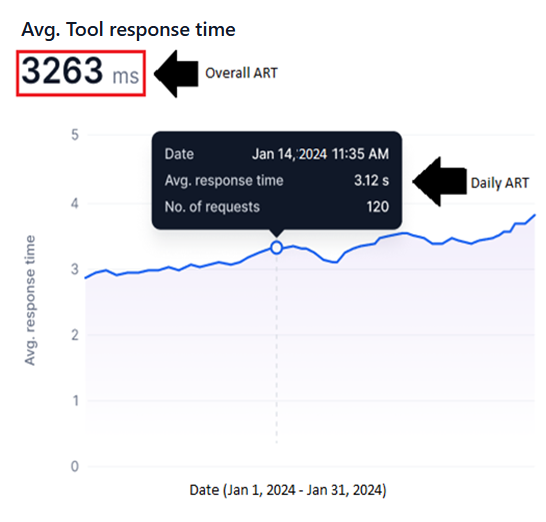 Avg. Tool response time
3263 ms
Overall ART
5
Date Jan 14, 2024 11:35 AM
Avg. response time 3.12 s
No. of requests 120
Daily ART
4
3
2
1
0
Avg. response time
Date (Jan 1, 2024 - Jan 31, 2024)